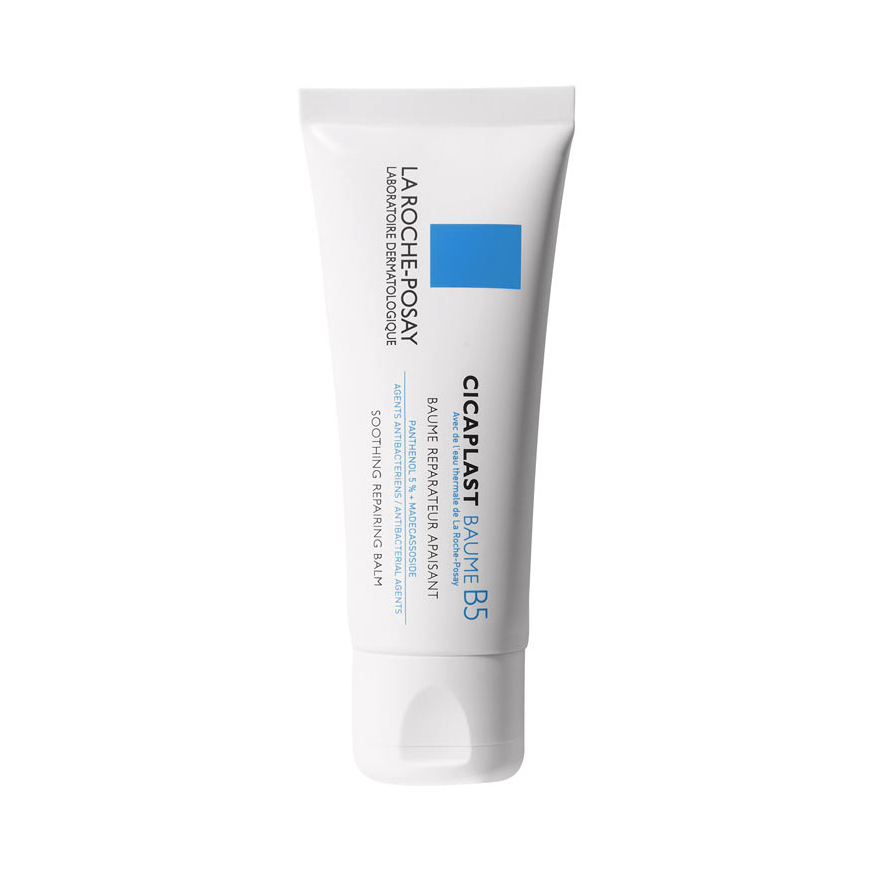 LA ROCHE-POSAY
LABORATOIRE DERMATOLOGIQUE
CICAPLAST BAUME B5
Avec de l'eau thermale de La Roche-Posay
BAUME REPARATEUR APAISANT
PANTHENOL 5 % + MADECASSOSIDE
AGENTS ANTIBACTERIENS / ANTIBACTERIAL AGENTS
SOOTHING REPAIRING BALM